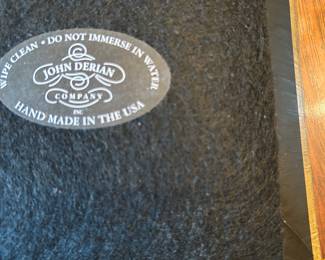 WIPE CLEAN • DO NOT IMMERSE IN WATER
JOHN DERIAN
COMPANY
INC
HAND MADE IN THE USA